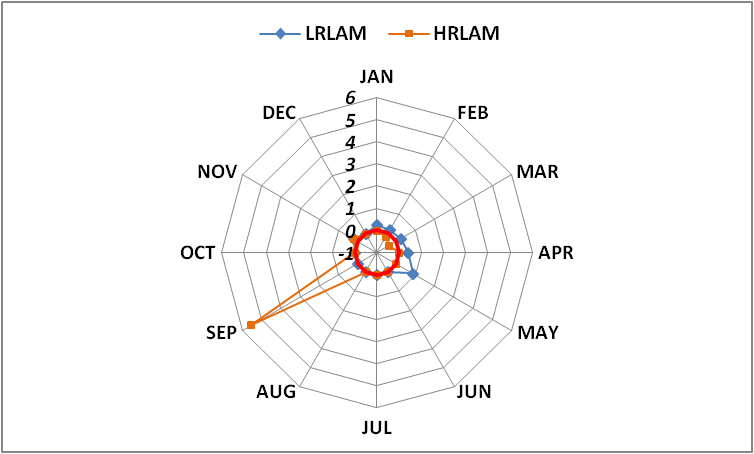 LRLAM HRLAM
JAN
6
DEC FEB
5
4
3
NOV MAR
2
1
0
OCT -1 APR
SEP MAY
AUG JUN
JUL